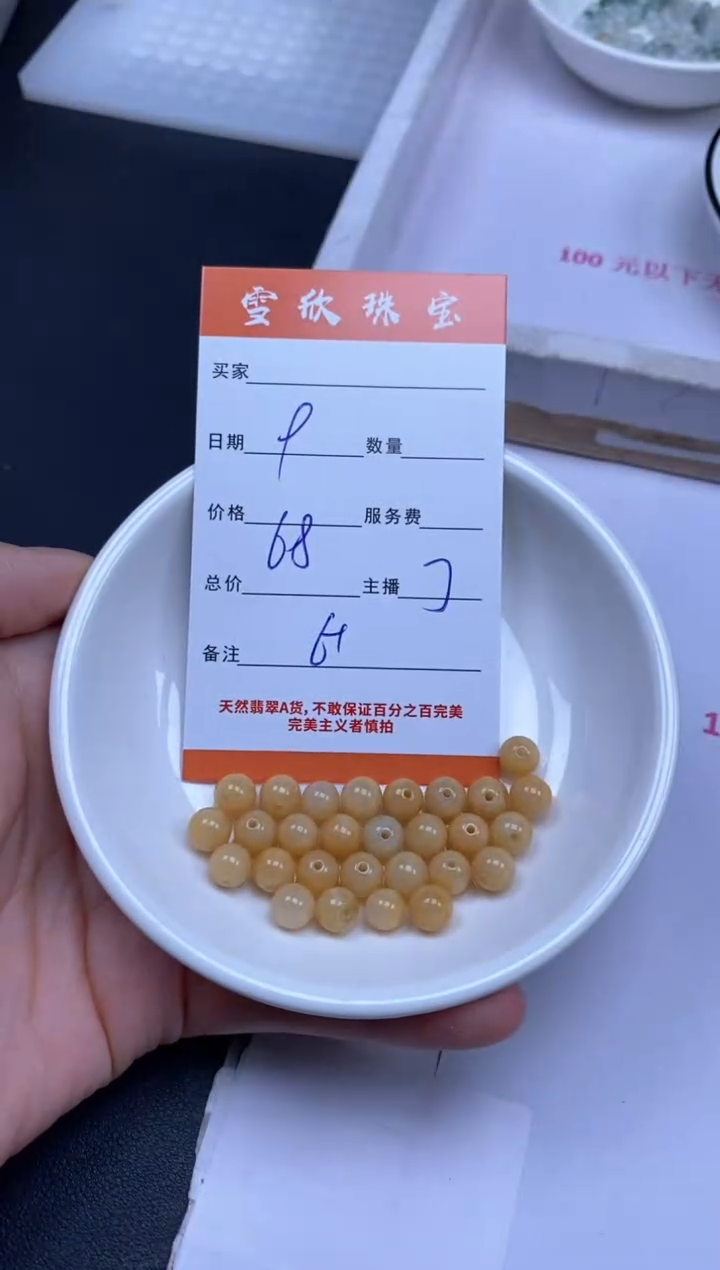 100 元以下
雪欣珠宝
买家
日期 9 数量
价格 68 服务费
总价 主播
备注
天然翡翠A货,不敢保证百分之百完美
完美主义者慎拍
1